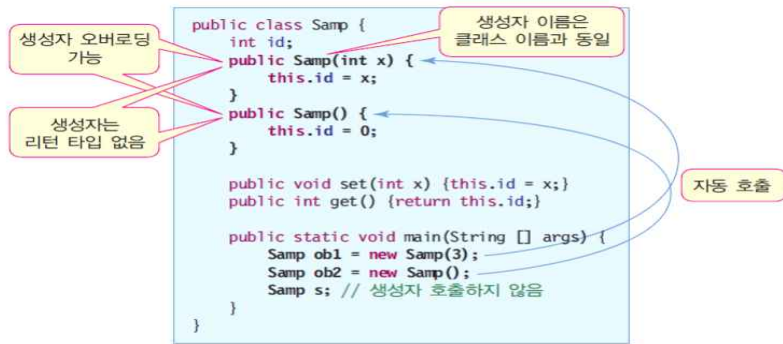 public class Samp {
int id;
public Samp(int x) {
this.id = x;
}
public Samp() {
this.id = 0;
}
public void set(int x) {this.id = x;}
public int get() {return this.id;}
public static void main(String [] args) {
Samp ob1 = new Samp(3);
Samp ob2 = new Samp();
Samp s; // 생성자 호출하지 않음
}
}
생성자 오버로딩
가능
생성자는
리턴 타입 없음
생성자 이름은
클래스 이름과 동일
자동 호출